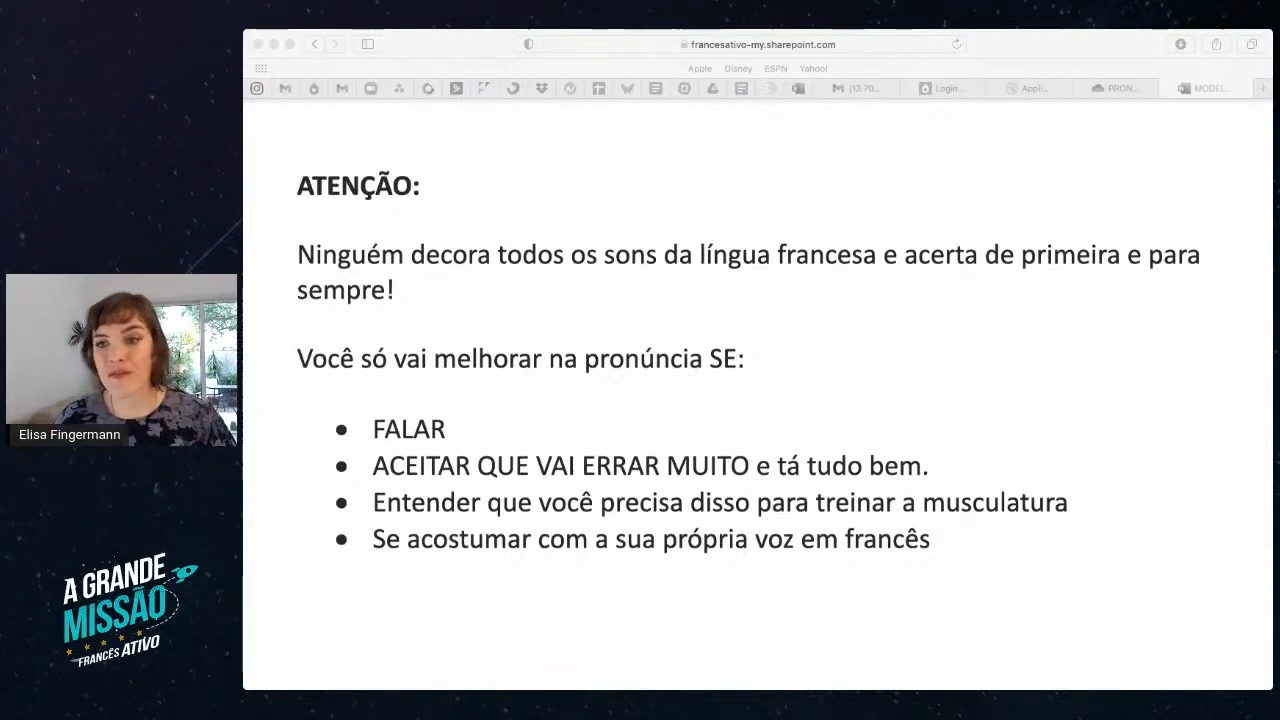 francesativo-my.sharepoint.com
Apple Disney ESPN Yahoo!
(13.70... Login... Appli... PRON... MODEL...
ATENÇÃO:
Ninguém decora todos os sons da língua francesa e acerta de primeira e para
sempre!
Você só vai melhorar na pronúncia SE:
• FALAR
• ACEITAR QUE VAI ERRAR MUITO e tá tudo bem.
• Entender que você precisa disso para treinar a musculatura
• Se acostumar com a sua própria voz em francês
Elisa Fingermann
A GRANDE
MISSÃO
FRANCÊS ATIVO